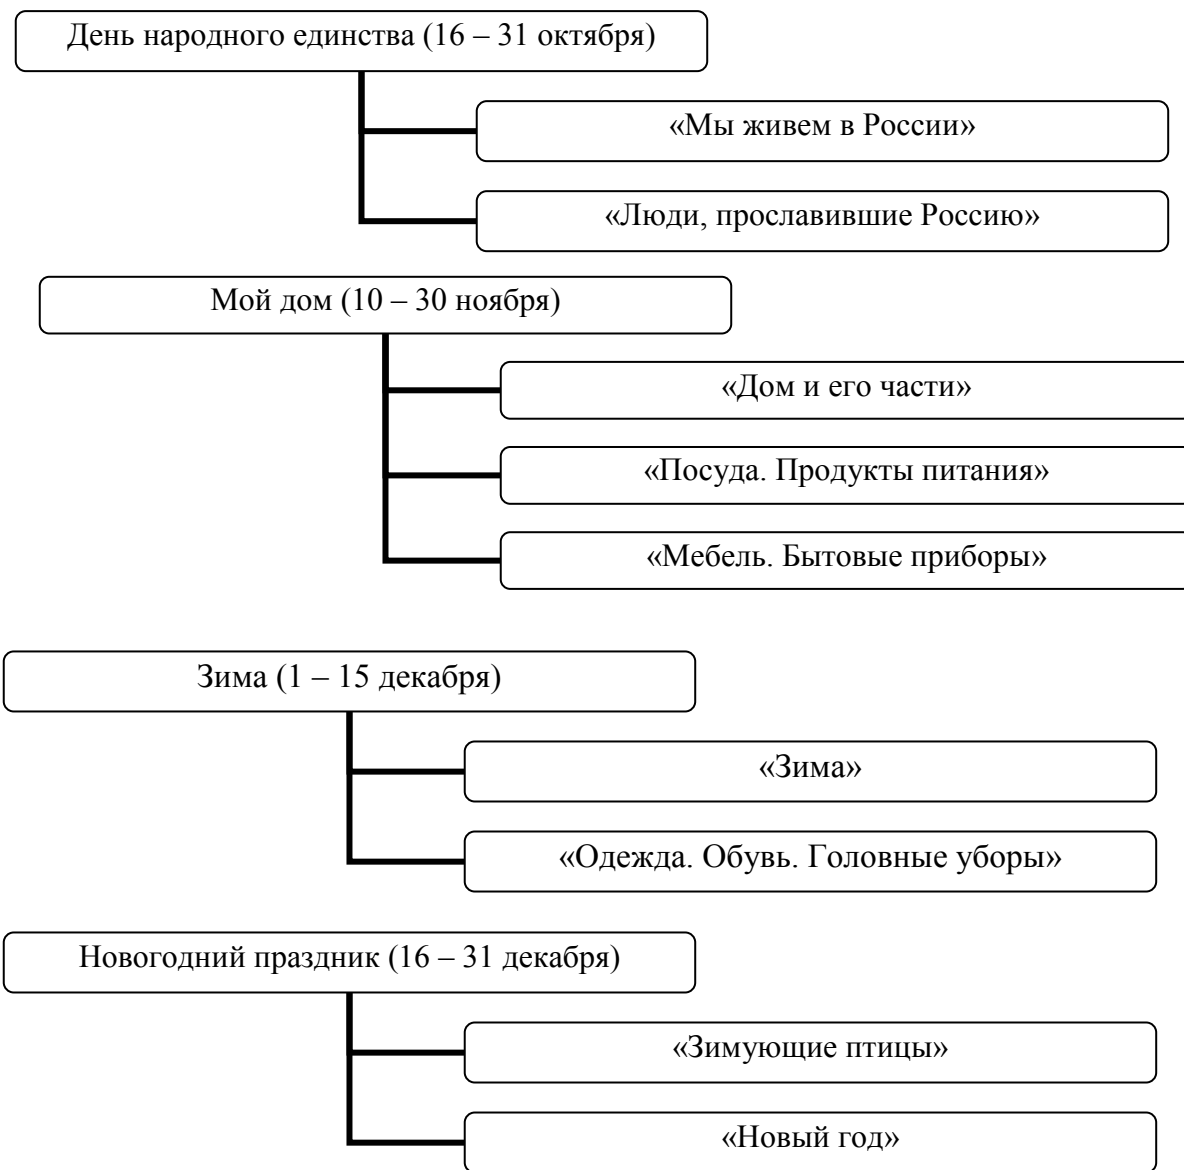 День народного единства (16 – 31 октября)
«Мы живем в России»
«Люди, прославившие Россию»
Мой дом (10 – 30 ноября)
«Дом и его части»
«Посуда. Продукты питания»
«Мебель. Бытовые приборы»
Зима (1 – 15 декабря)
«Зима»
«Одежда. Обувь. Головные уборы»
Новогодний праздник (16 – 31 декабря)
«Зимующие птицы»
«Новый год»